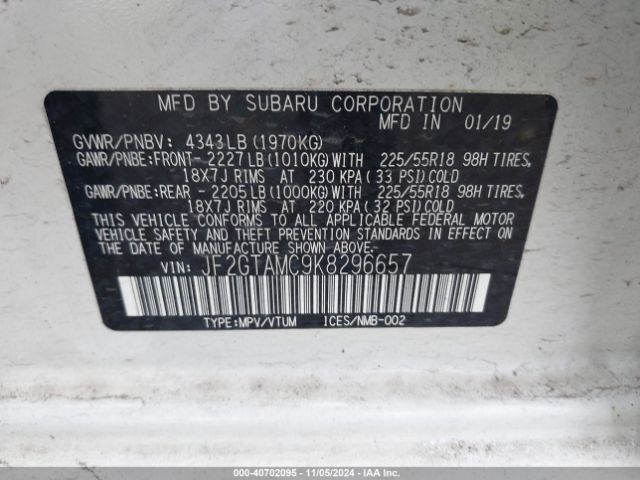 MFD BY SUBARU CORPORATION
MFD IN 01/19
GVWR/PNBV: 4343LB(1970KG)
GAWR/PNBE:FRONT- 2227LB(1010KG)WITH 225/55R18 98H TIRES,
18X7J RIMS AT 230 KPA(33 PSI)COLD
GAWR/PNBE:REAR - 2205LB(1000KG)WITH 225/55R18 98H TIRES,
18X7J RIMS AT 220 KPA(32 PSI)COLD
THIS VEHICLE CONFORMS TO ALL APPLICABLE FEDERAL MOTOR
VEHICLE SAFETY AND THEFT PREVENTION STANDARDS IN EFFECT ON
THE DATE OF MANUFACTURE SHOWN ABOVE.
VIN: JF2GTAMC9K8296657
TYPE:MPV/VTUM ICES/NMB-002
000-40702095 - 11/05/2024 - IAAI.COM